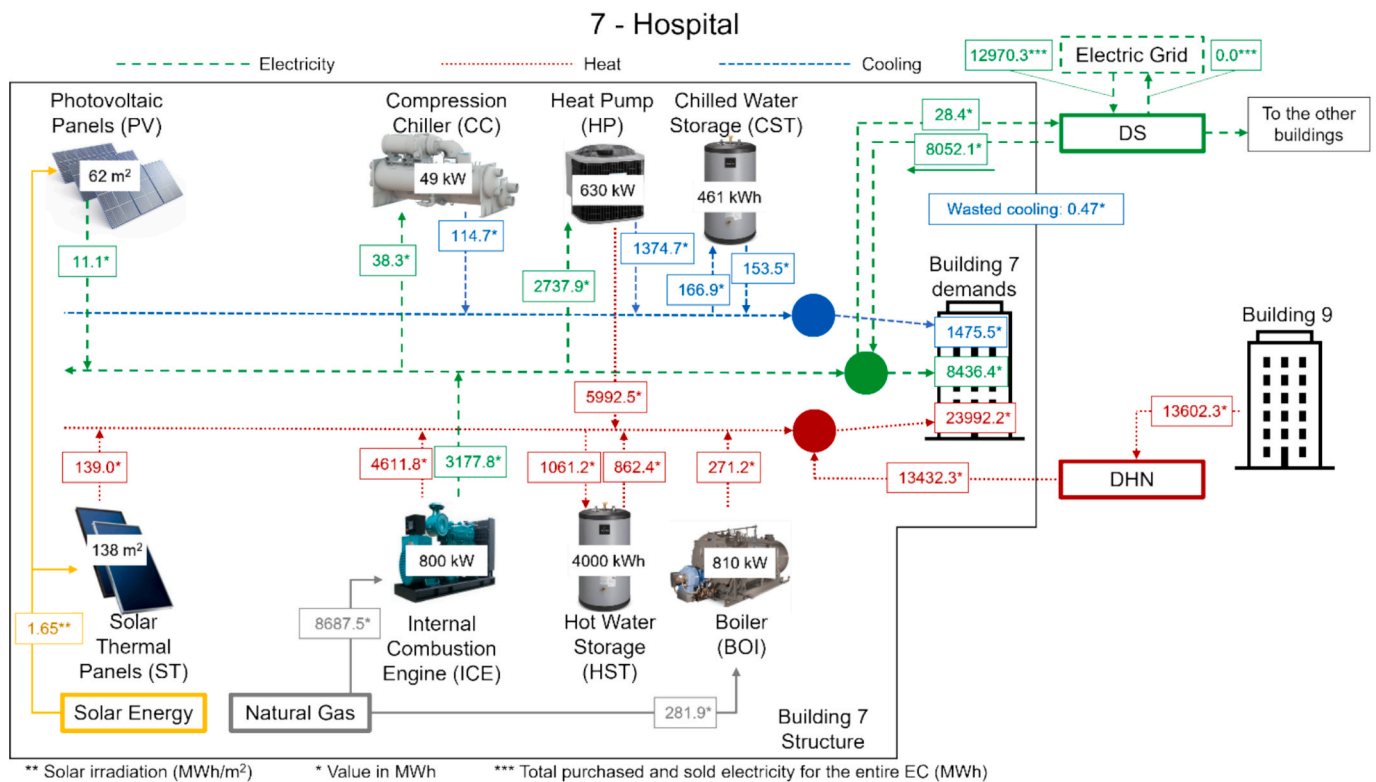 7 - Hospital
12970.3***
Electric Grid
0.0***
Electricity
Heat
Cooling
Photovoltaic
Panels (PV)
Compression
Chiller (CC)
Heat Pump
(HP)
Chilled Water
Storage (CST)
28.4*
DS
To the other
buildings
8052.1*
62 m²
49 kW
630 kW
461 kWh
Wasted cooling: 0.47*
11.1*
38.3*
114.7*
2737.9*
1374.7*
166.9*
153.5*
Building 7
demands
Building 9
1475.5*
8436.4*
23992.2*
5992.5*
13602.3*
139.0*
4611.8*
3177.8*
1061.2*
862.4*
271.2*
13432.3*
DHN
138 m²
800 kW
4000 kWh
810 kW
1.65**
Solar
Thermal
Panels (ST)
8687.5*
Internal
Combustion
Engine (ICE)
Hot Water
Storage
(HST)
Boiler
(BOI)
Solar Energy
Natural Gas
281.9*
Building 7
Structure
** Solar irradiation (MWh/m²)
* Value in MWh
*** Total purchased and sold electricity for the entire EC (MWh)